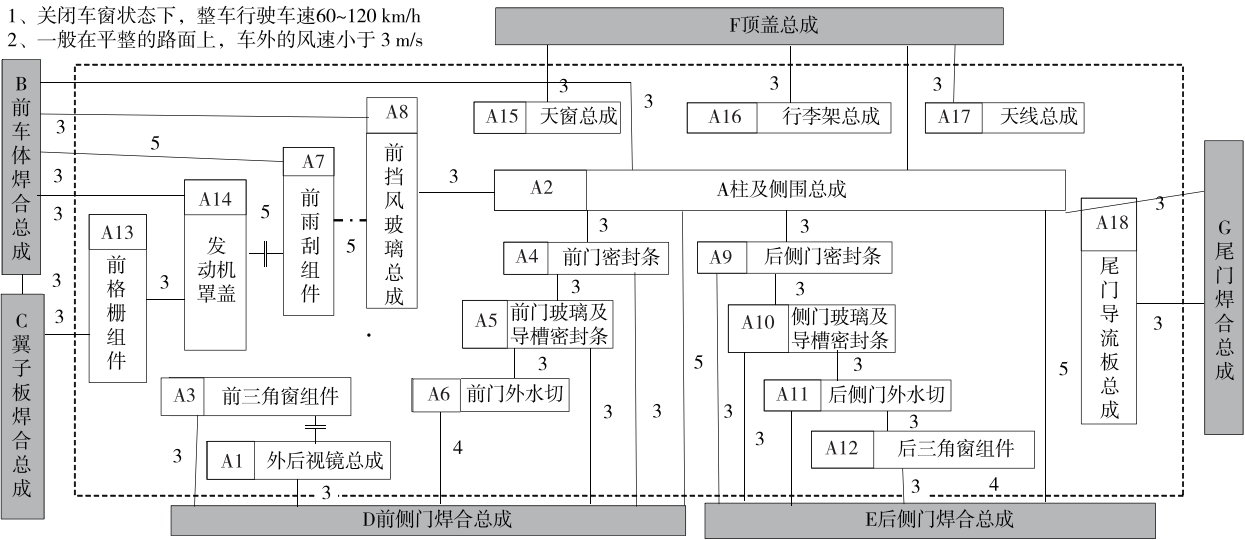 1、关闭车窗状态下，整车行驶车速60~120 km/h
2、一般在平整的路面上，车外的风速小于 3 m/s
F顶盖总成
B前车体焊合总成
C翼子板焊合总成
A15 天窗总成
A16 行李架总成
A17 天线总成
A8 前挡风玻璃总成
A7 前雨刮组件
A14 发动机罩盖
A13 前格栅组件
A2 A柱及侧围总成
A18 尾门导流板总成
G尾门焊合总成
A4 前门密封条
A9 后侧门密封条
A5 前门玻璃及
导槽密封条
A10 侧门玻璃及
导槽密封条
A3 前三角窗组件
A6 前门外水切
A11 后侧门外水切
A1 外后视镜总成
A12 后三角窗组件
D前侧门焊合总成
E后侧门焊合总成
3
3
3
3
3
5
3
3
3
3
3
3
5
5
3
3
3
3
3
3
3
3
3
3
3
5
3
3
5
3
3
4
3
3
3
4